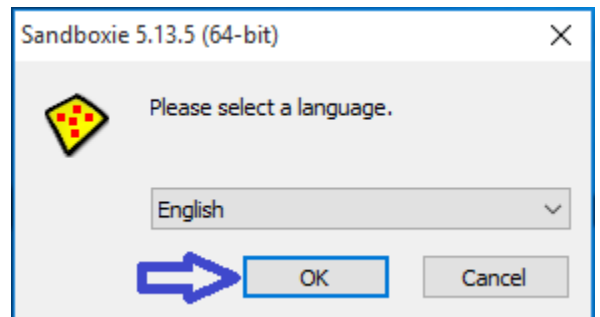 Sandboxie 5.13.5 (64-bit)
Please select a language.
English
OK Cancel